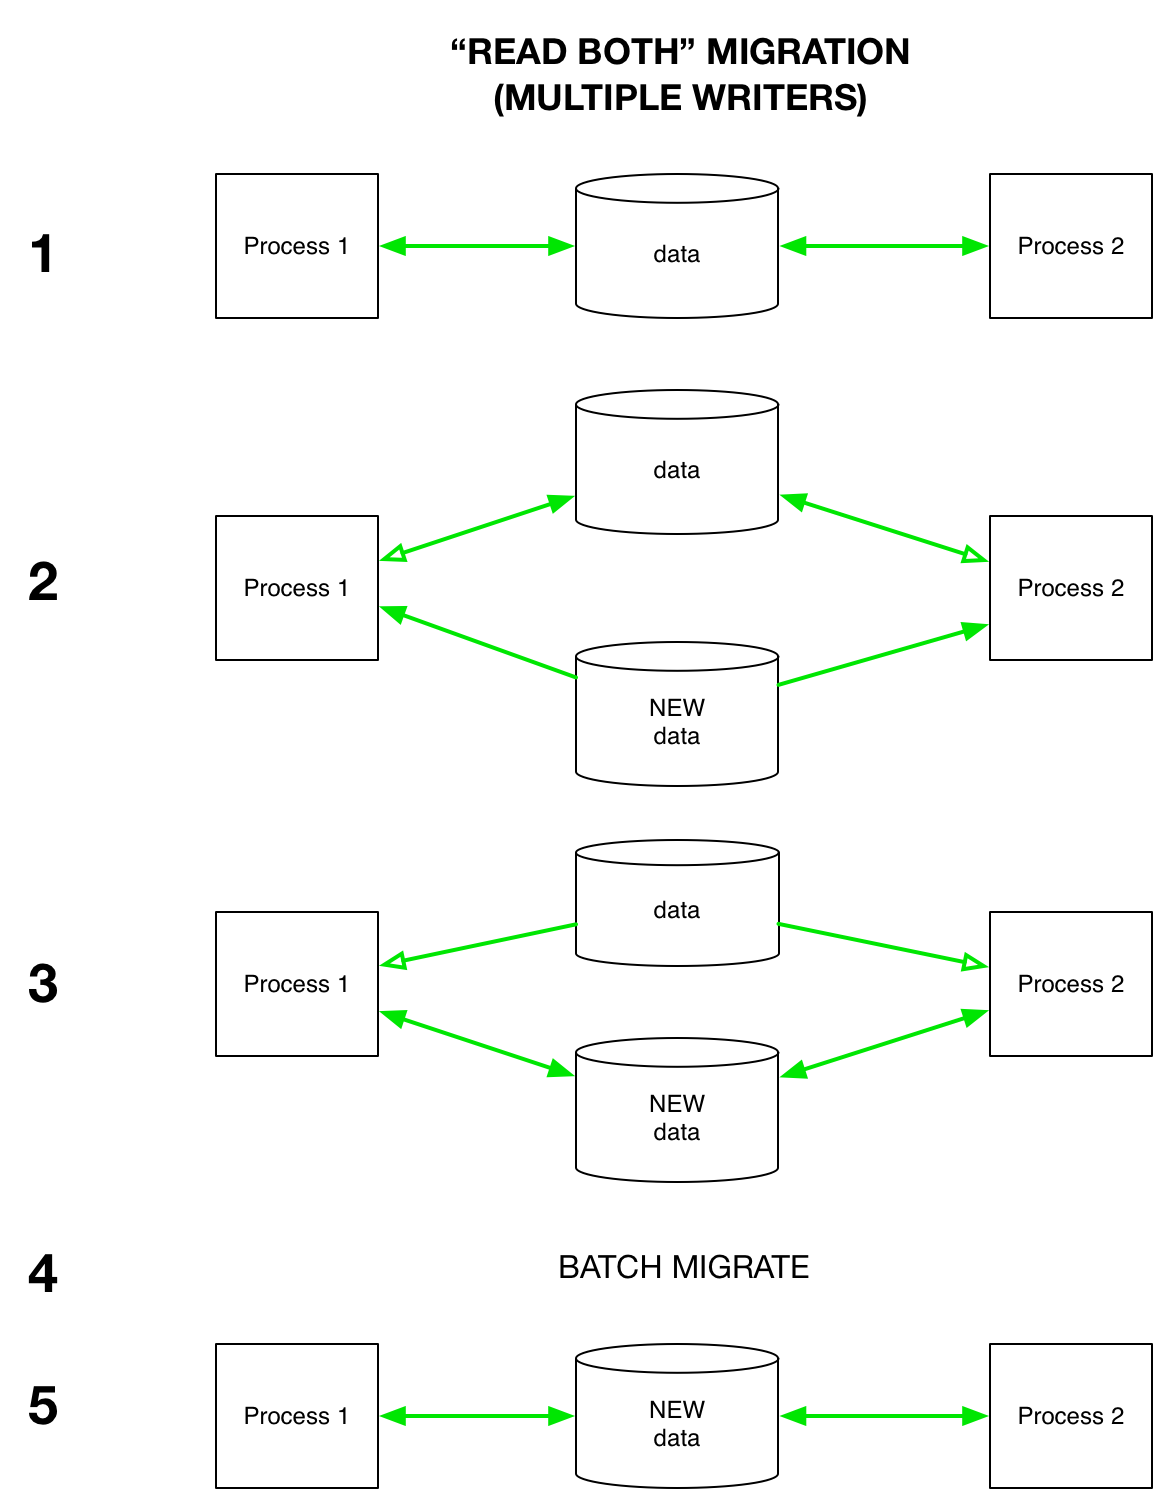 “READ BOTH” MIGRATION
(MULTIPLE WRITERS)
1
Process 1
data
Process 2
2
data
Process 1
Process 2
NEW
data
3
data
Process 1
Process 2
NEW
data
4
BATCH MIGRATE
5
Process 1
NEW
data
Process 2